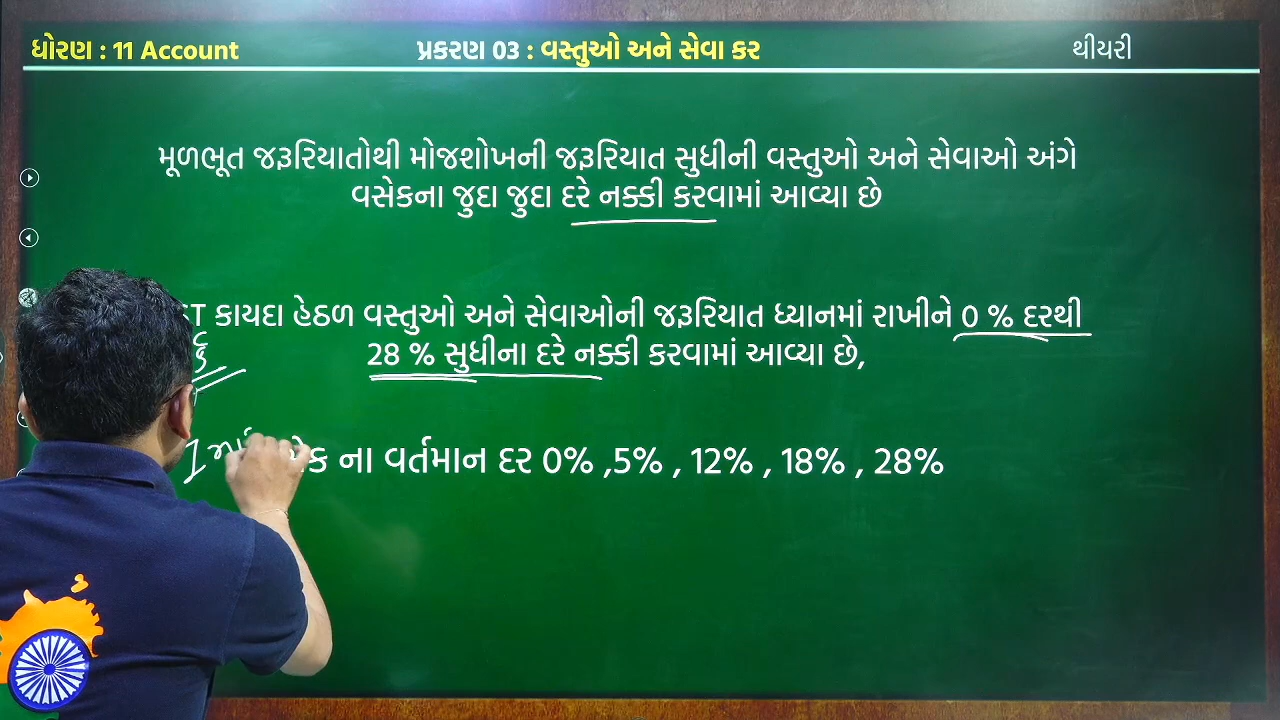 ધોરણ : 11 Account
પ્રકરણ 03 : વસ્તુઓ અને સેવા કર
થીયરી
મૂળભૂત જરૂરિયાતોથી મોજશોખની જરૂરિયાત સુધીની વસ્તુઓ અને સેવાઓ અંગે
વસેકના જુદા જુદા દરે નક્કી કરવામાં આવ્યા છે
કાયદા હેઠળ વસ્તુઓ અને સેવાઓની જરૂરિયાત ધ્યાનમાં રાખીને 0 % દરથી
28 % સુધીના દરે નક્કી કરવામાં આવ્યા છે,
ના વર્તમાન દર 0% ,5% , 12% , 18% , 28%